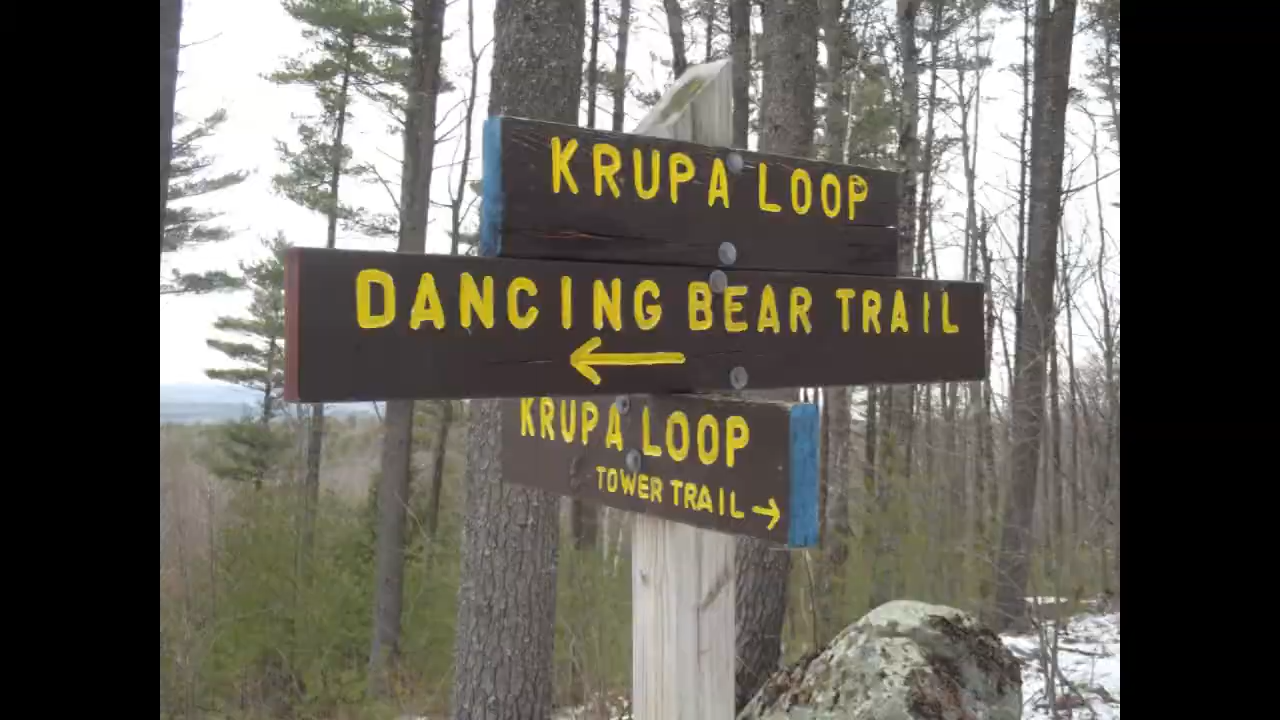 KRUPA LOOP
DANCING BEAR TRAIL
←
KRUPA LOOP
TOWER TRAIL →